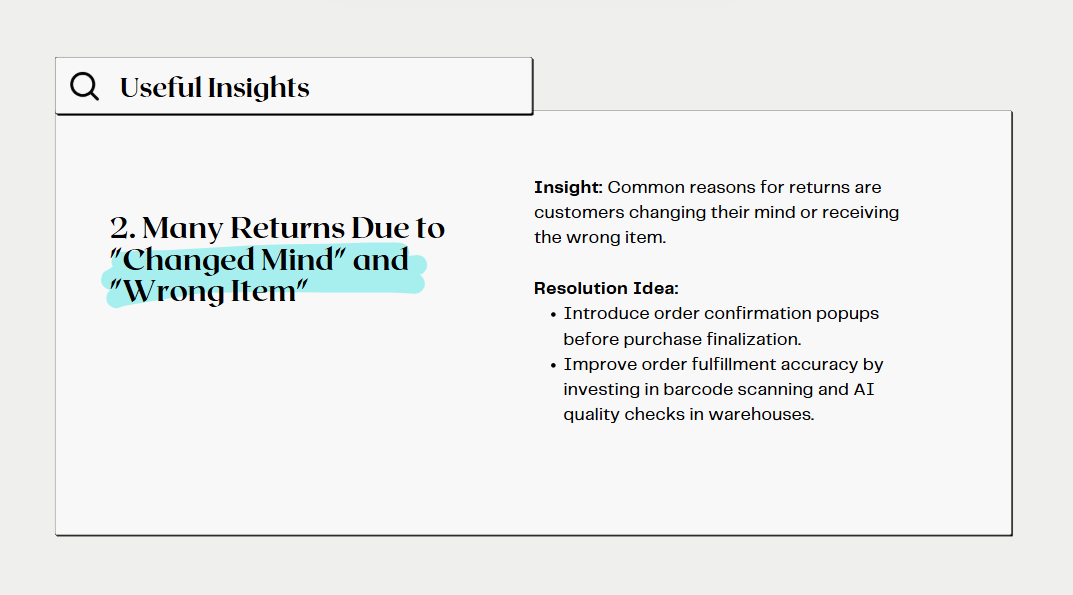 Useful Insights
2. Many Returns Due to
"Changed Mind" and
"Wrong Item"
Insight: Common reasons for returns are
customers changing their mind or receiving
the wrong item.
Resolution Idea:
• Introduce order confirmation popups
before purchase finalization.
• Improve order fulfillment accuracy by
investing in barcode scanning and AI
quality checks in warehouses.